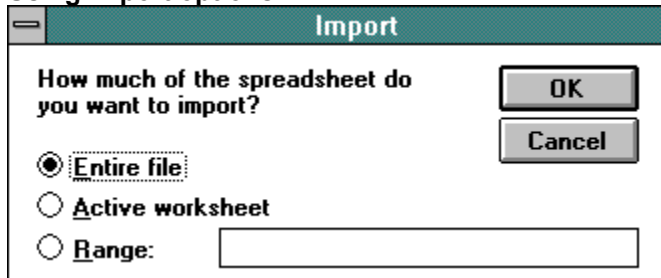 Import
How much of the spreadsheet do
you want to import?
OK
Cancel
Entire file
Active worksheet
Range: